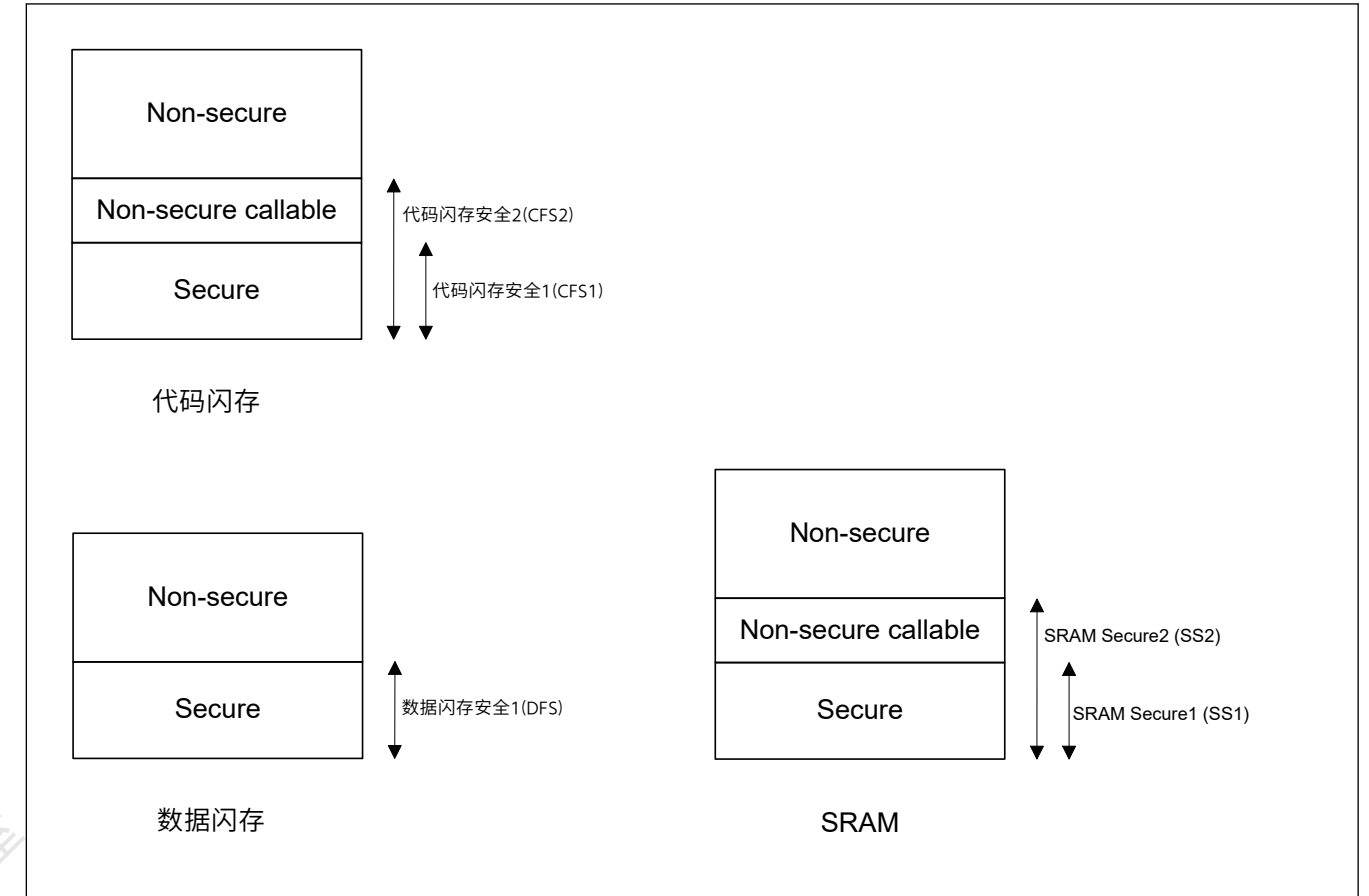 Non-secure
Non-secure callable
代码闪存安全2(CFS2)
Secure
代码闪存安全1(CFS1)
代码闪存
Non-secure
Secure
数据闪存安全1(DFS)
数据闪存
Non-secure
Non-secure callable
SRAM Secure2 (SS2)
Secure
SRAM Secure1 (SS1)
SRAM